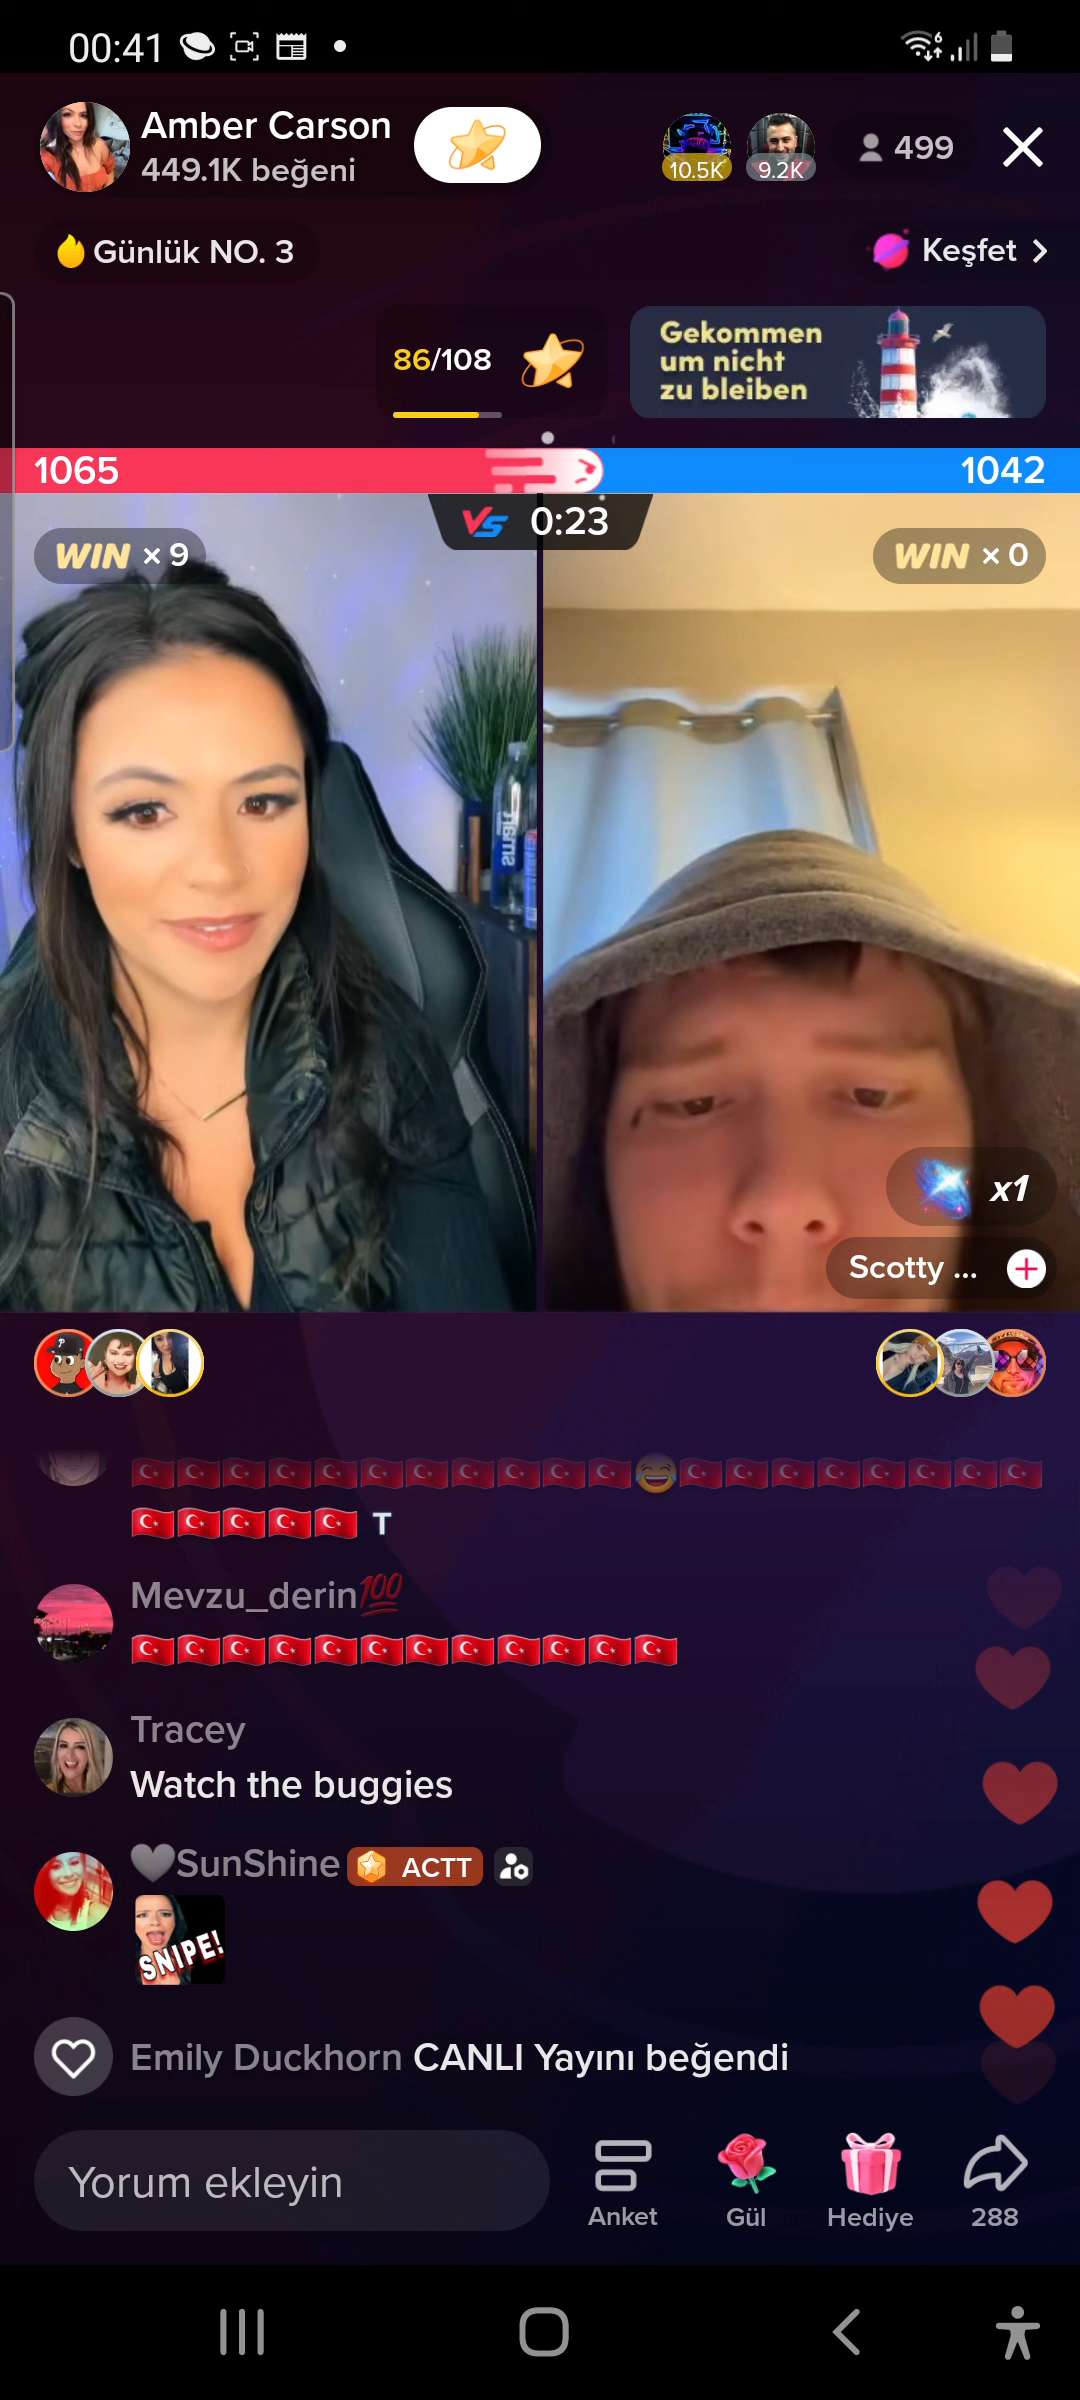 00:41
Amber Carson
449.1K beğeni
10.5K
9.2K
499
Günlük NO. 3
Keşfet
86/108
Gekommen
um nicht
zu bleiben
1065
1042
VS 0:23
WIN × 9
WIN × 0
smart
x1
Scotty ...
T
Mevzu_derin💯
Tracey
Watch the buggies
🖤SunShine ACTT
SNIPE!
Emily Duckhorn CANLI Yayını beğendi
Yorum ekleyin
Anket
Gül
Hediye
288